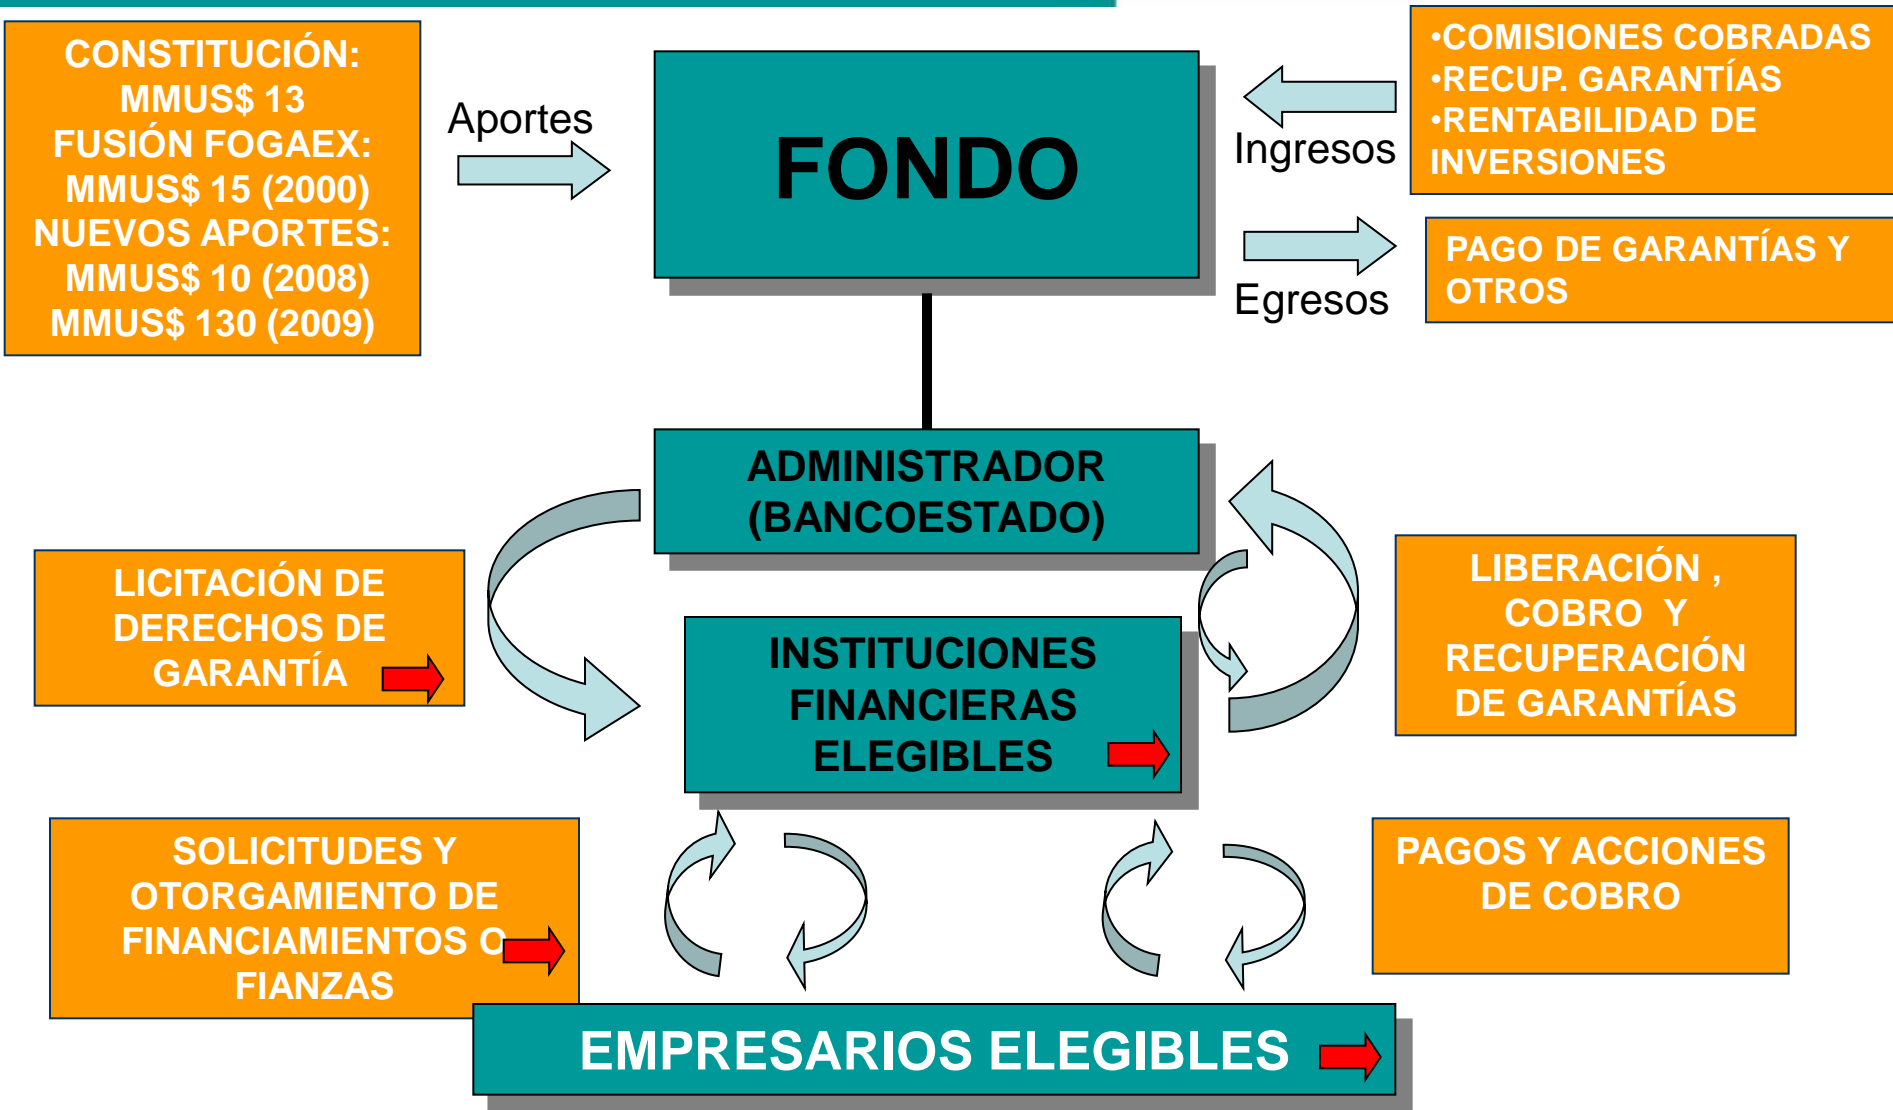 CONSTITUCIÓN:
MMUS$ 13
FUSIÓN FOGAEX:
MMUS$ 15 (2000)
NUEVOS APORTES:
MMUS$ 10 (2008)
MMUS$ 130 (2009)
Aportes
FONDO
Ingresos
•COMISIONES COBRADAS
•RECUP. GARANTÍAS
•RENTABILIDAD DE
INVERSIONES
Egresos
PAGO DE GARANTÍAS Y
OTROS
ADMINISTRADOR
(BANCOESTADO)
LICITACIÓN DE
DERECHOS DE
GARANTÍA
INSTITUCIONES
FINANCIERAS
ELEGIBLES
LIBERACIÓN ,
COBRO Y
RECUPERACIÓN
DE GARANTÍAS
SOLICITUDES Y
OTORGAMIENTO DE
FINANCIAMIENTOS O
FIANZAS
PAGOS Y ACCIONES
DE COBRO
EMPRESARIOS ELEGIBLES